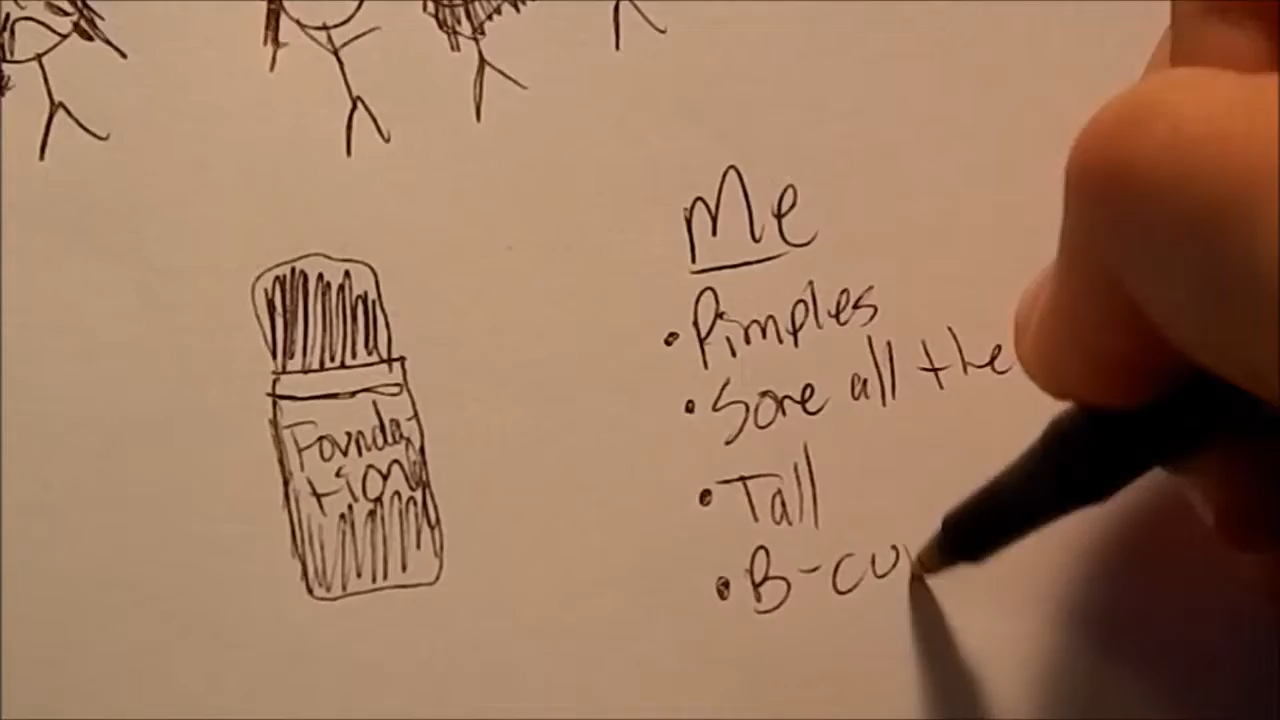 Founda-
tion
Me
• Pimples
• Sore all the
• Tall
• B-cu